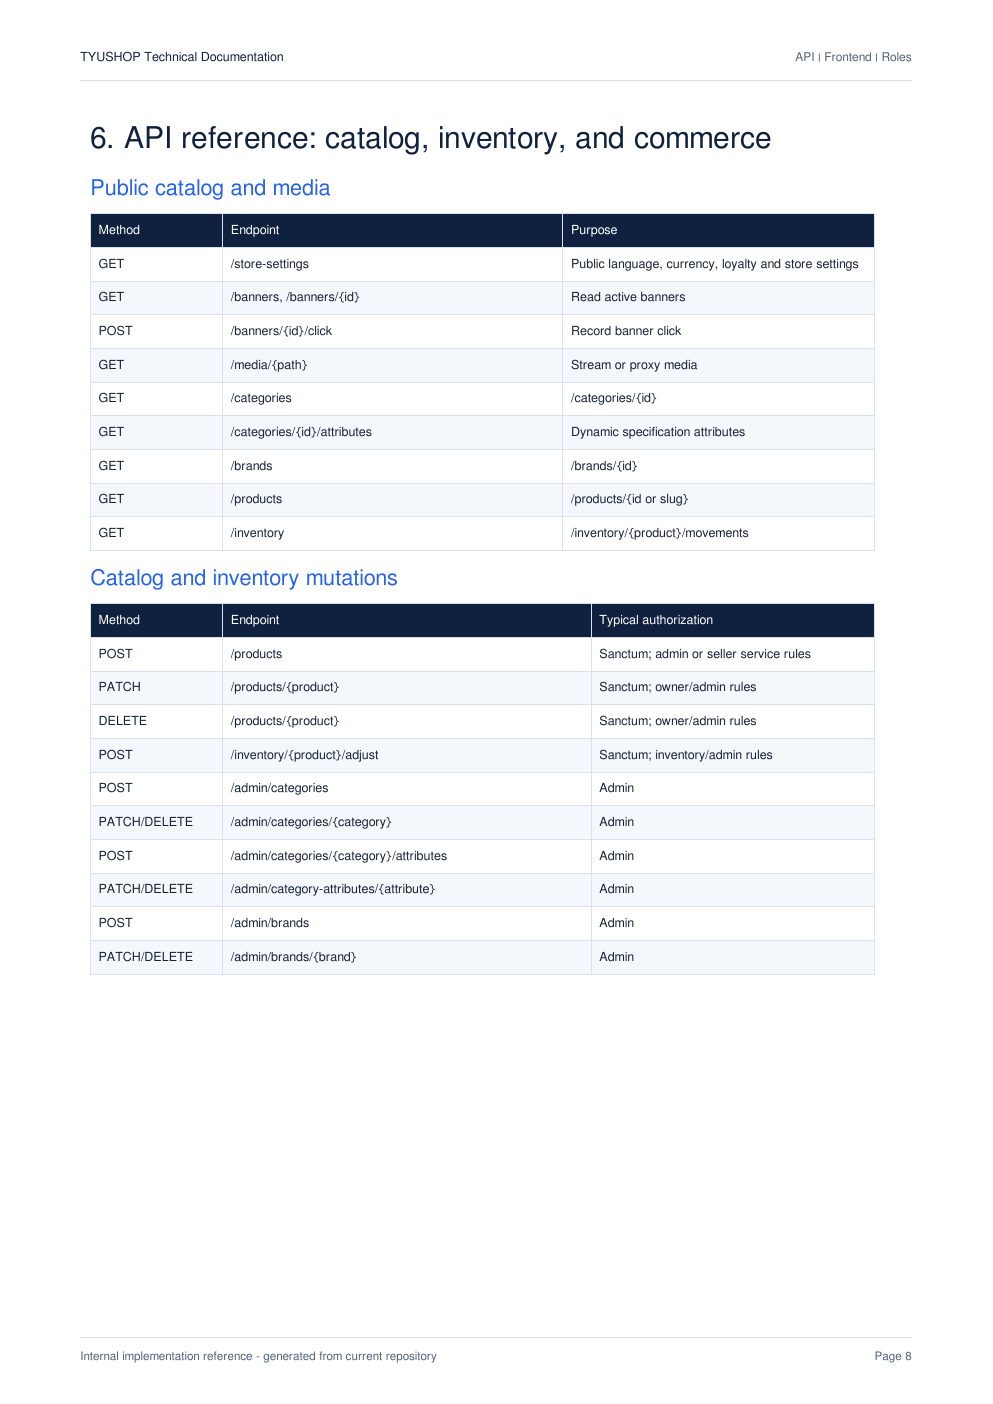 TYUSHOP Technical Documentation
API | Frontend | Roles
6. API reference: catalog, inventory, and commerce
Public catalog and media
Method Endpoint Purpose
GET /store-settings Public language, currency, loyalty and store settings
GET /banners, /banners/{id} Read active banners
POST /banners/{id}/click Record banner click
GET /media/{path} Stream or proxy media
GET /categories /categories/{id}
GET /categories/{id}/attributes Dynamic specification attributes
GET /brands /brands/{id}
GET /products /products/{id or slug}
GET /inventory /inventory/{product}/movements
Catalog and inventory mutations
Method Endpoint Typical authorization
POST /products Sanctum; admin or seller service rules
PATCH /products/{product} Sanctum; owner/admin rules
DELETE /products/{product} Sanctum; owner/admin rules
POST /inventory/{product}/adjust Sanctum; inventory/admin rules
POST /admin/categories Admin
PATCH/DELETE /admin/categories/{category} Admin
POST /admin/categories/{category}/attributes Admin
PATCH/DELETE /admin/category-attributes/{attribute} Admin
POST /admin/brands Admin
PATCH/DELETE /admin/brands/{brand} Admin
Internal implementation reference - generated from current repository
Page 8